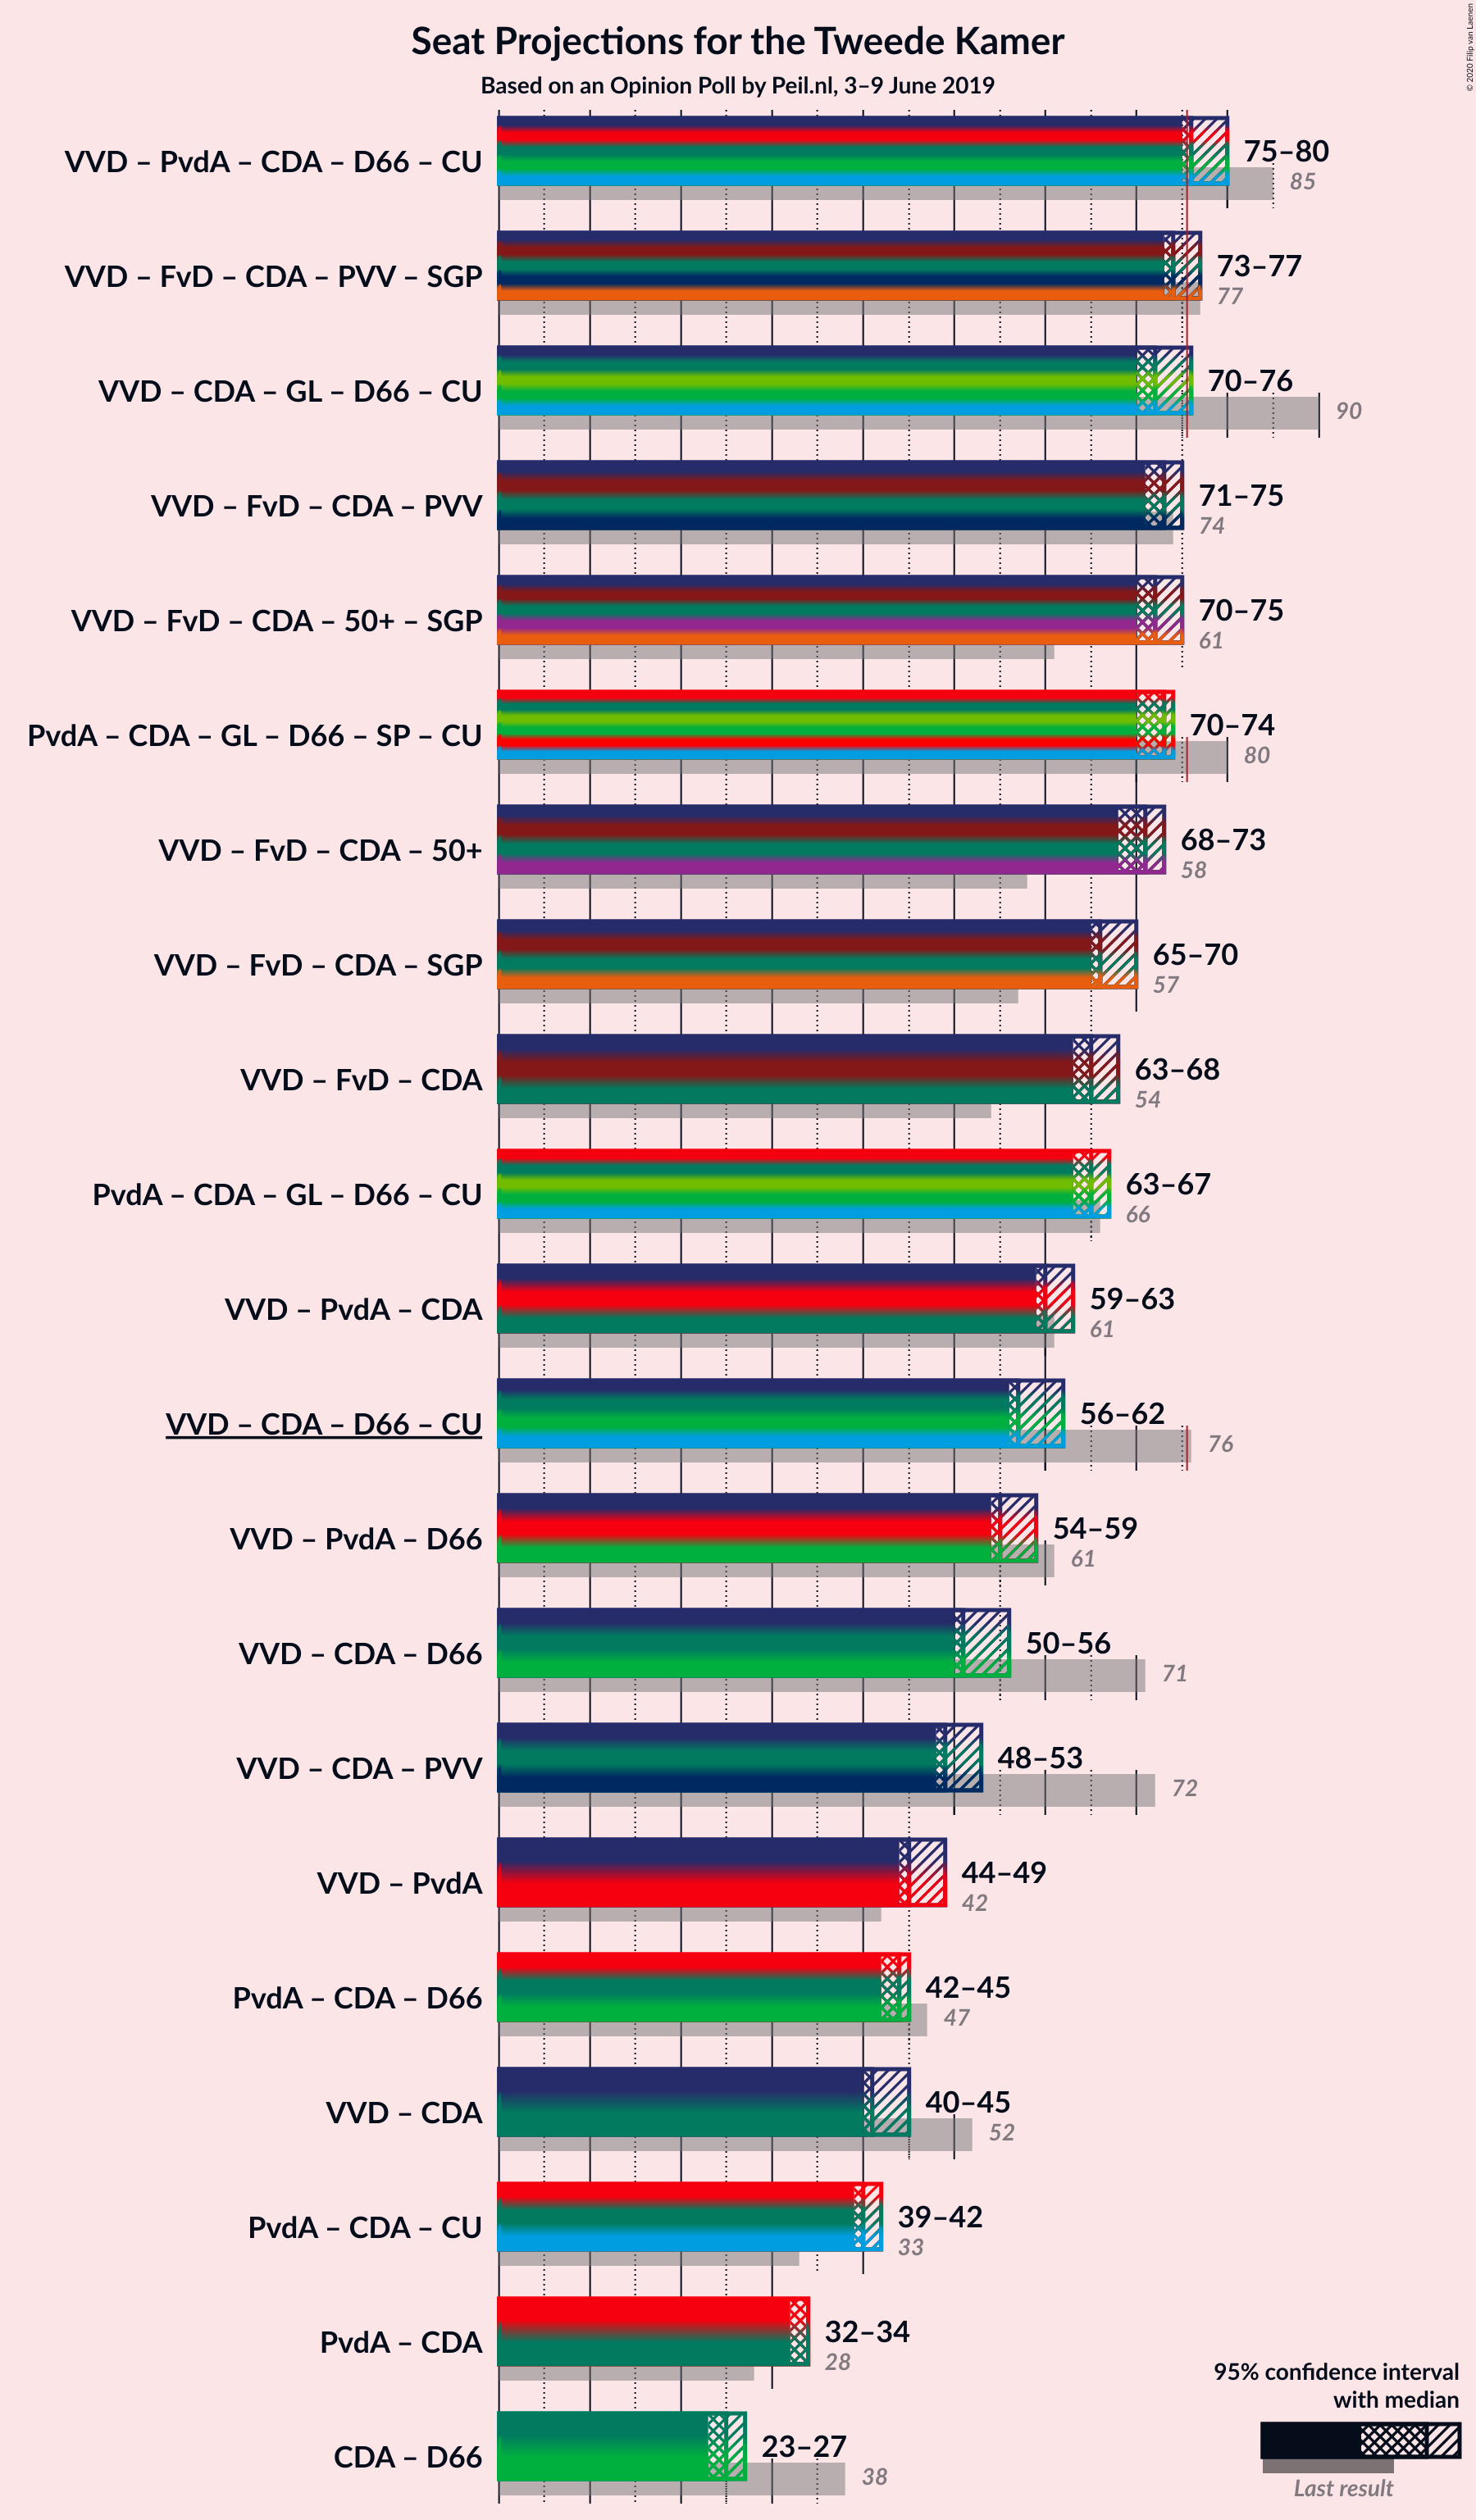 Seat Projections for the Tweede Kamer
Based on an Opinion Poll by Peil.nl, 3–9 June 2019
© 2020 Filip van Laenen
VVD – PvdA – CDA – D66 – CU
75–80
85
VVD – FvD – CDA – PVV – SGP
73–77
77
VVD – CDA – GL – D66 – CU
70–76
90
VVD – FvD – CDA – PVV
71–75
74
VVD – FvD – CDA – 50+ – SGP
70–75
61
PvdA – CDA – GL – D66 – SP – CU
70–74
80
VVD – FvD – CDA – 50+
68–73
58
VVD – FvD – CDA – SGP
65–70
57
VVD – FvD – CDA
63–68
54
PvdA – CDA – GL – D66 – CU
63–67
66
VVD – PvdA – CDA
59–63
61
VVD – CDA – D66 – CU
56–62
76
VVD – PvdA – D66
54–59
61
VVD – CDA – D66
50–56
71
VVD – CDA – PVV
48–53
72
VVD – PvdA
44–49
42
PvdA – CDA – D66
42–45
47
VVD – CDA
40–45
52
PvdA – CDA – CU
39–42
33
PvdA – CDA
32–34
28
CDA – D66
23–27
38
95% confidence interval
with median
Last result